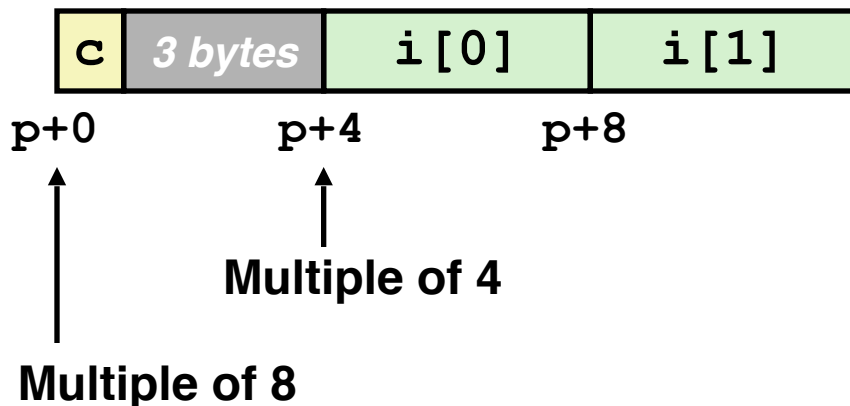 c 3 bytes i[0] i[1]
p+0 p+4 p+8
Multiple of 4
Multiple of 8